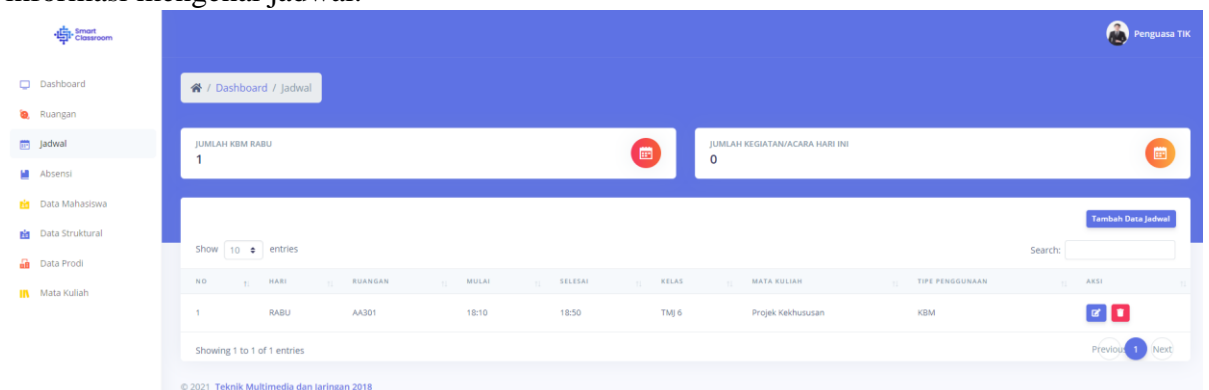 informasi mengenai jadwal.
Smart
Classroom
Penguasa TIK
Dashboard
Ruangan
Jadwal
Absensi
Data Mahasiswa
Data Struktural
Data Prodi
Mata Kuliah
/ Dashboard / Jadwal
JUMLAH KBM RABU
1
JUMLAH KEGIATAN/ACARA HARI INI
0
Tambah Data Jadwal
Show 10 entries
Search:
NO HARI RUANGAN MULAI SELESAI KELAS MATA KULIAH TIPE PENGGUNAAN AKSI
1 RABU AA301 18:10 18:50 TMJ 6 Projek Kekhususan KBM
Showing 1 to 1 of 1 entries
Previous 1 Next
© 2021 Teknik Multimedia dan Jaringan 2018